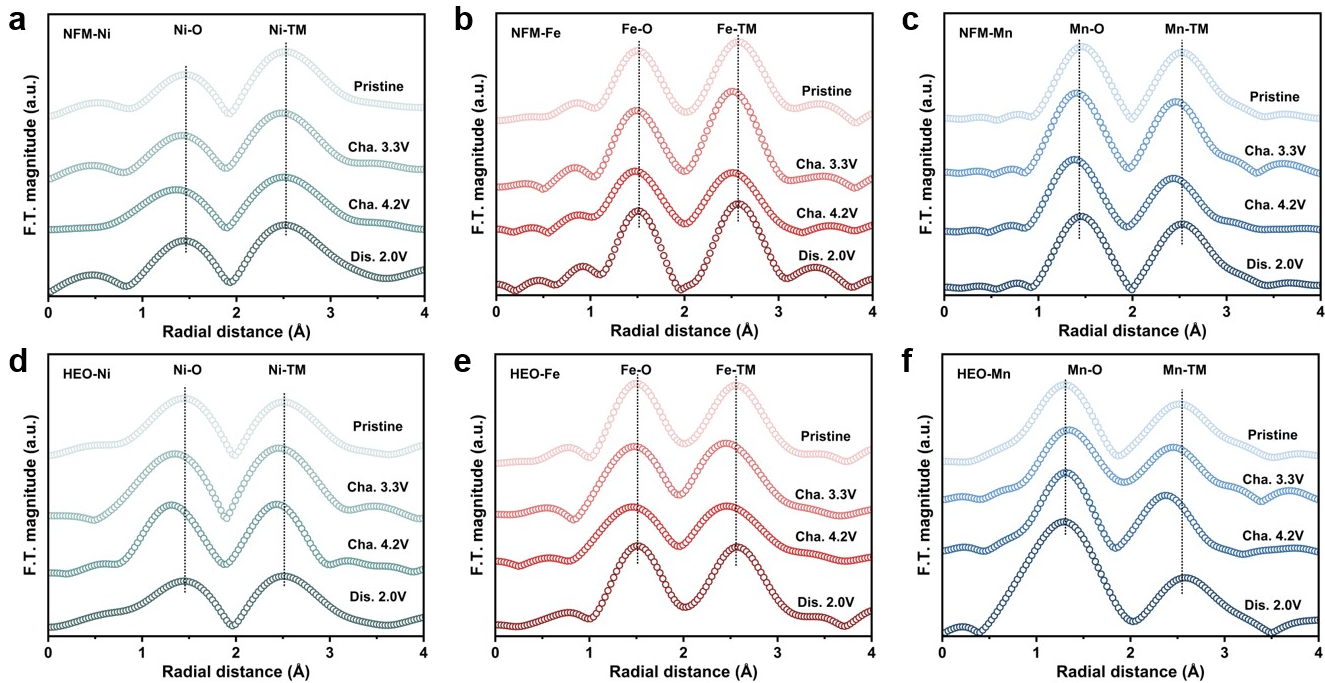 a
NFM-Ni
Ni-O
Ni-TM
Pristine
Cha. 3.3V
Cha. 4.2V
Dis. 2.0V
F.T. magnitude (a.u.)
0 1 2 3 4
Radial distance (Å)
b
NFM-Fe
Fe-O
Fe-TM
Pristine
Cha. 3.3V
Cha. 4.2V
Dis. 2.0V
F.T. magnitude (a.u.)
0 1 2 3 4
Radial distance (Å)
c
NFM-Mn
Mn-O
Mn-TM
Pristine
Cha. 3.3V
Cha. 4.2V
Dis. 2.0V
F.T. magnitude (a.u.)
0 1 2 3 4
Radial distance (Å)
d
HEO-Ni
Ni-O
Ni-TM
Pristine
Cha. 3.3V
Cha. 4.2V
Dis. 2.0V
F.T. magnitude (a.u.)
0 1 2 3 4
Radial distance (Å)
e
HEO-Fe
Fe-O
Fe-TM
Pristine
Cha. 3.3V
Cha. 4.2V
Dis. 2.0V
F.T. magnitude (a.u.)
0 1 2 3 4
Radial distance (Å)
f
HEO-Mn
Mn-O
Mn-TM
Pristine
Cha. 3.3V
Cha. 4.2V
Dis. 2.0V
F.T. magnitude (a.u.)
0 1 2 3 4
Radial distance (Å)